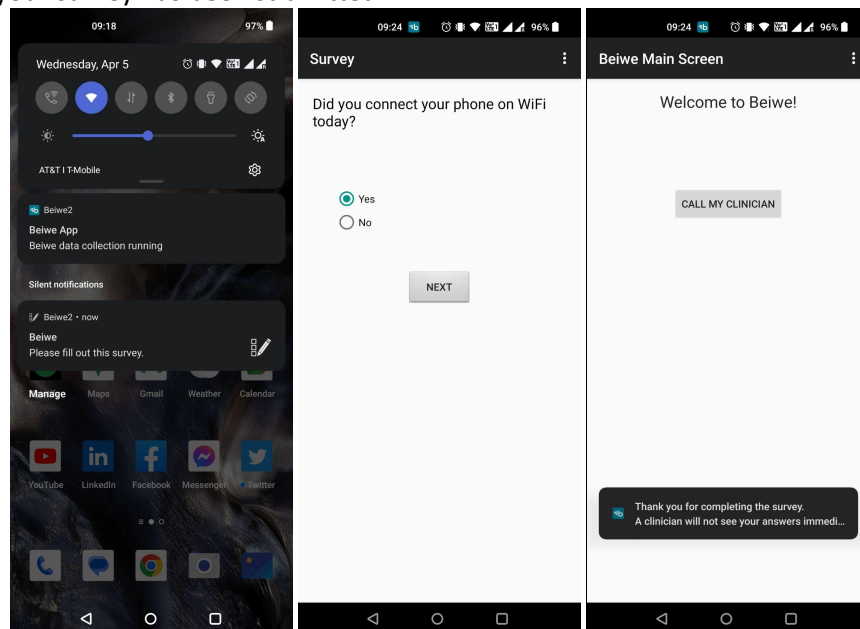 09:18
97%
Wednesday, Apr 5
AT&T I T-Mobile
Beiwe2
Beiwe App
Beiwe data collection running
Silent notifications
Beiwe2 • now
Beiwe
Please fill out this survey.
Manage
Maps
Gmail
Weather
Calendar
YouTube
LinkedIn
Facebook
Messenger
Twitter
09:24
96%
Survey
Did you connect your phone on WiFi
today?
Yes
No
NEXT
09:24
96%
Beiwe Main Screen
Welcome to Beiwe!
CALL MY CLINICIAN
Thank you for completing the survey.
A clinician will not see your answers immedi...